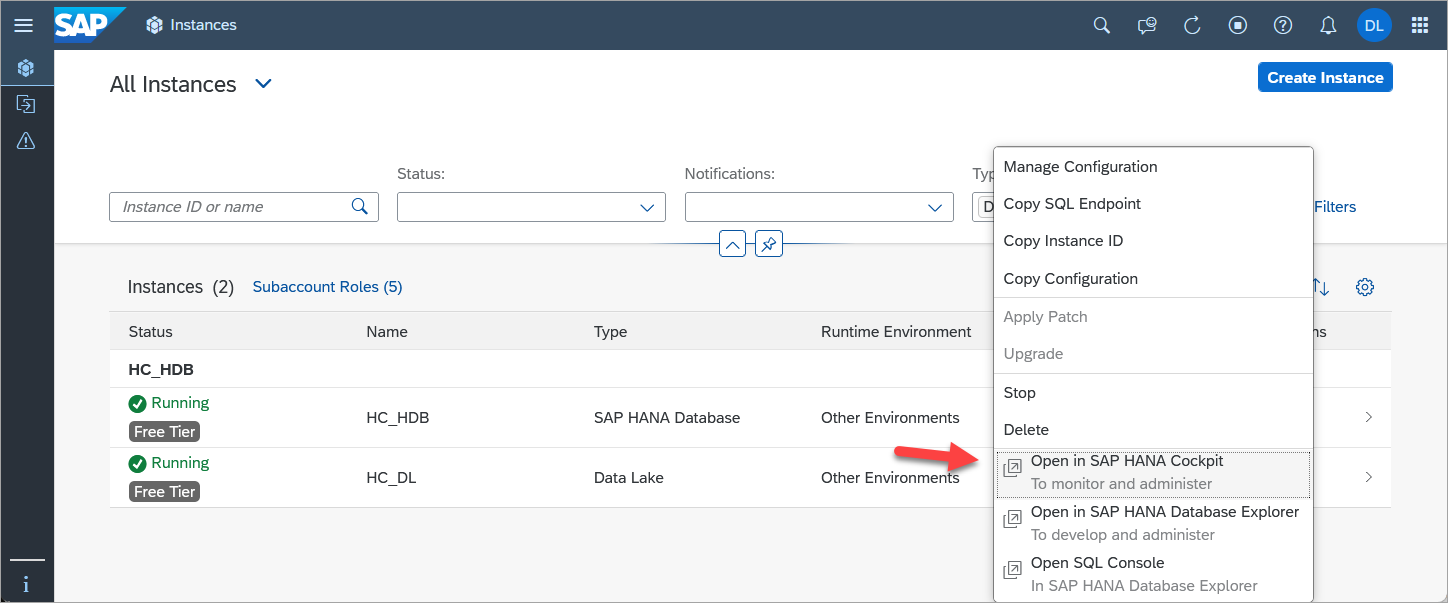 SAP Instances DL
All Instances
Create Instance
Status: Notifications: Typ
Instance ID or name D Filters
Manage Configuration
Copy SQL Endpoint
Copy Instance ID
Copy Configuration
Apply Patch
Upgrade
Stop
Delete
Open in SAP HANA Cockpit
To monitor and administer
Open in SAP HANA Database Explorer
To develop and administer
Open SQL Console
In SAP HANA Database Explorer
Instances (2) Subaccount Roles (5)
Status Name Type Runtime Environment ns
HC_HDB
Running
Free Tier
HC_HDB SAP HANA Database Other Environments
Running
Free Tier
HC_DL Data Lake Other Environments